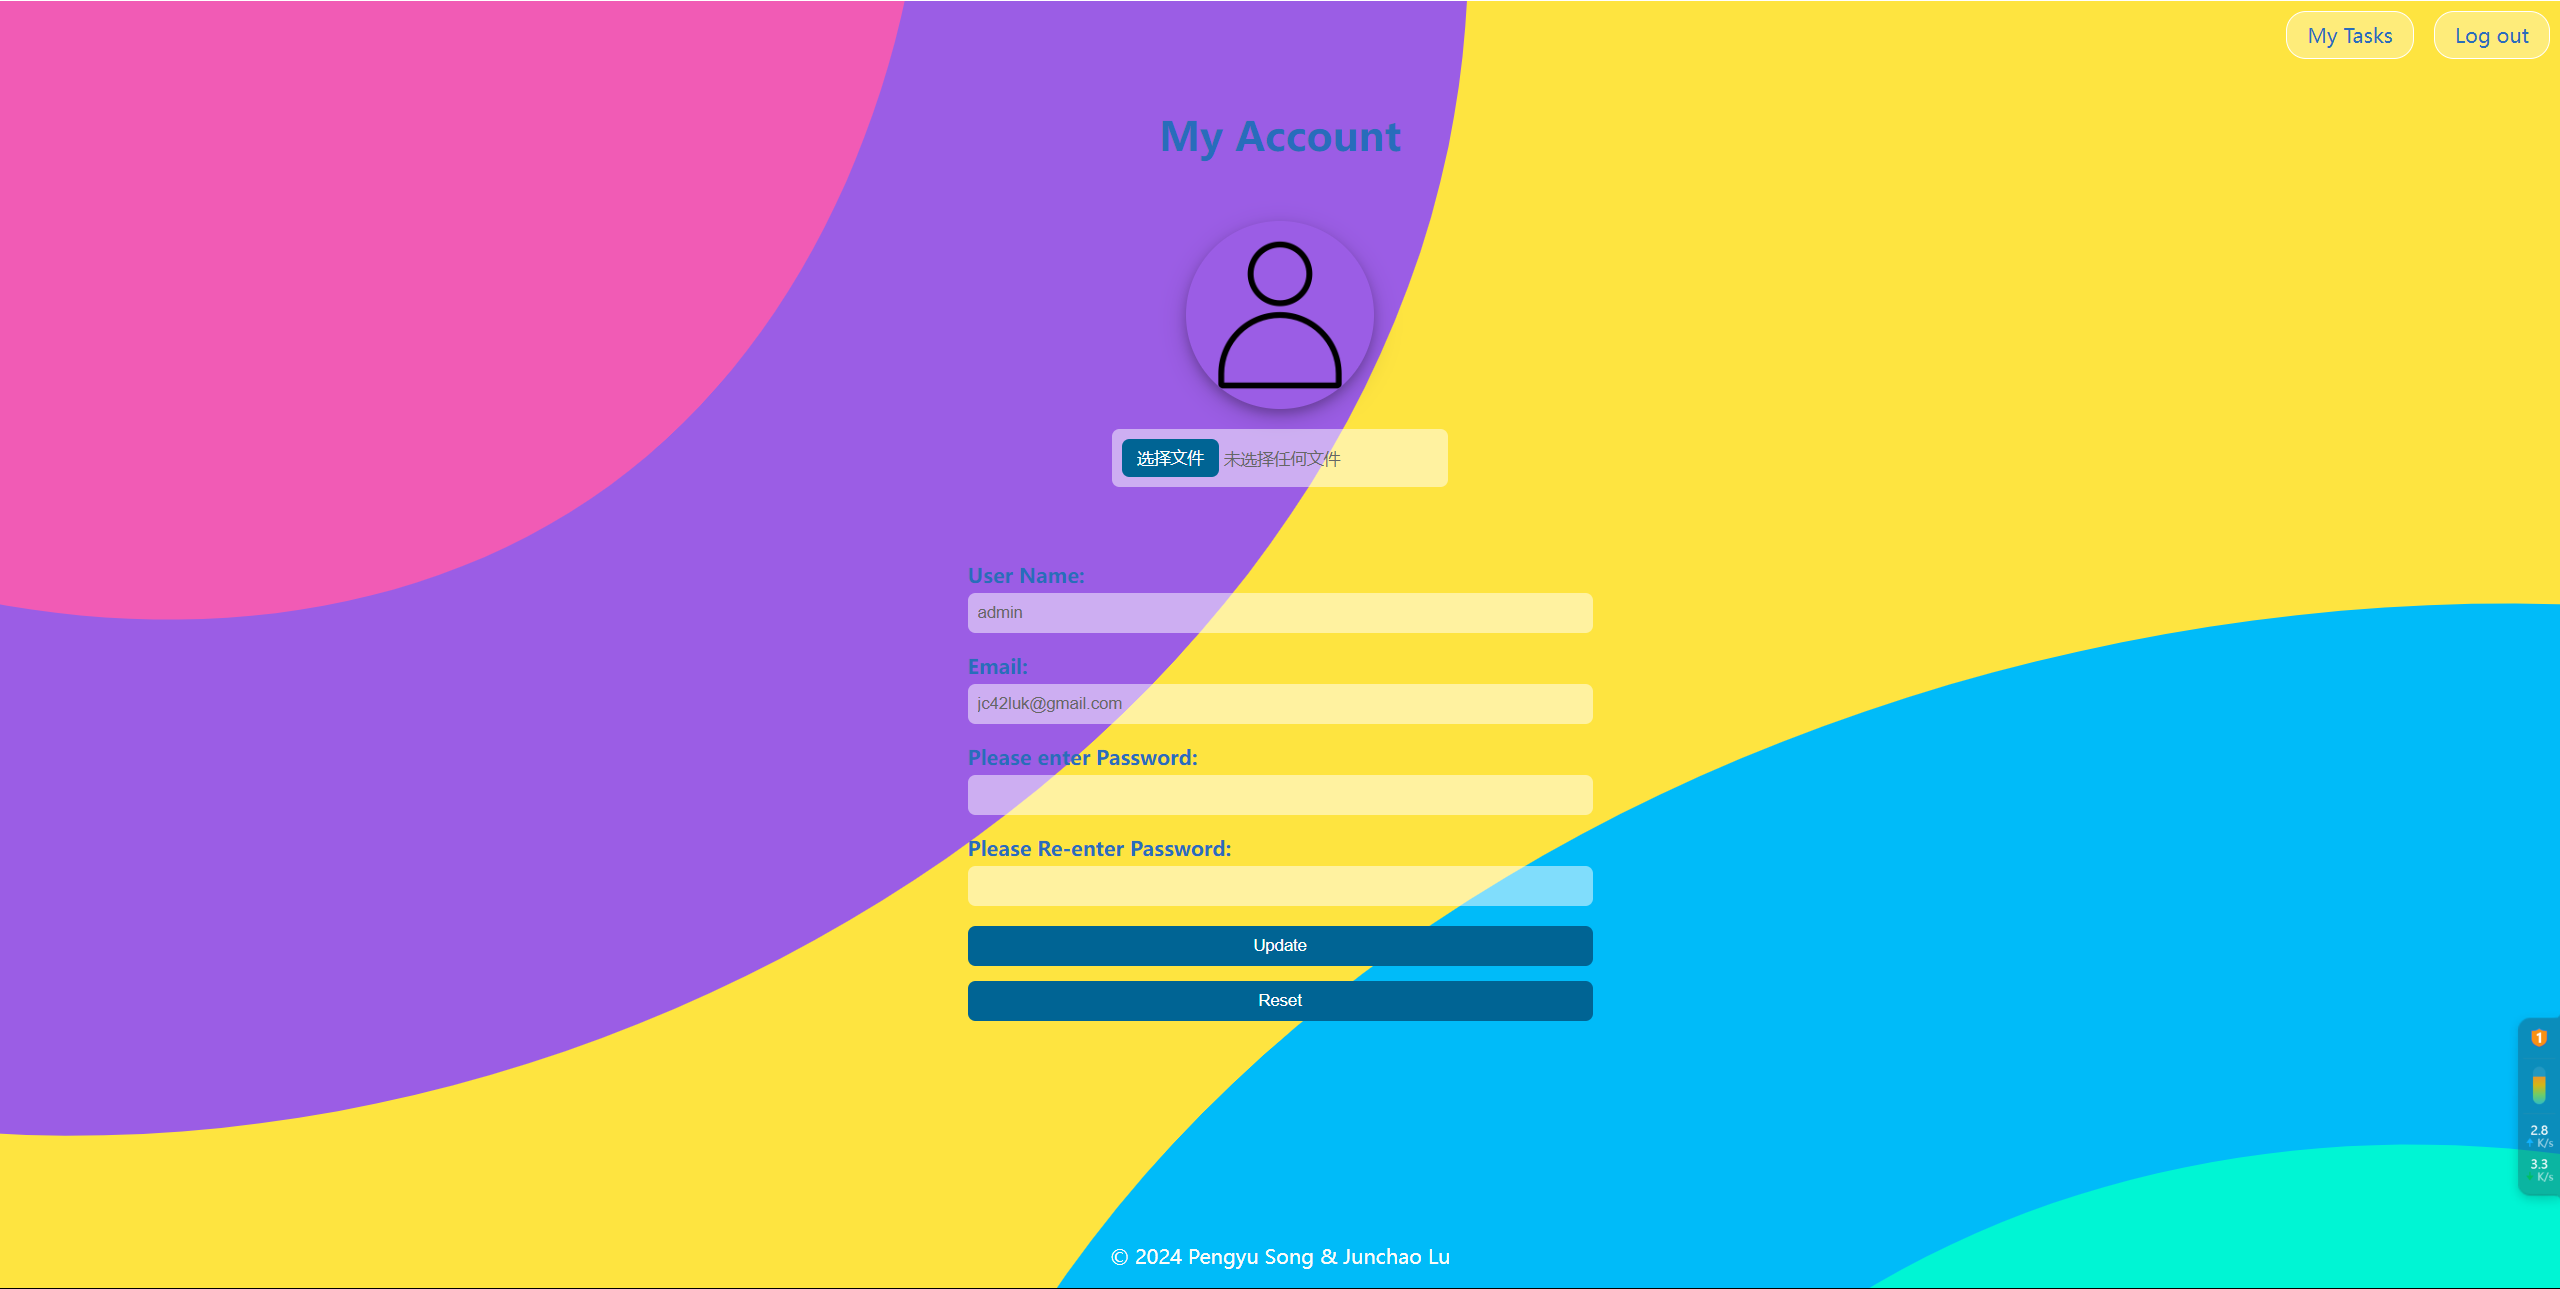 My Tasks Log out
My Account
选择文件 未选择任何文件
User Name:
admin
Email:
jc42luk@gmail.com
Please enter Password:
Please Re-enter Password:
Update
Reset
1
2.8
K/s
3.3
K/s
© 2024 Pengyu Song & Junchao Lu